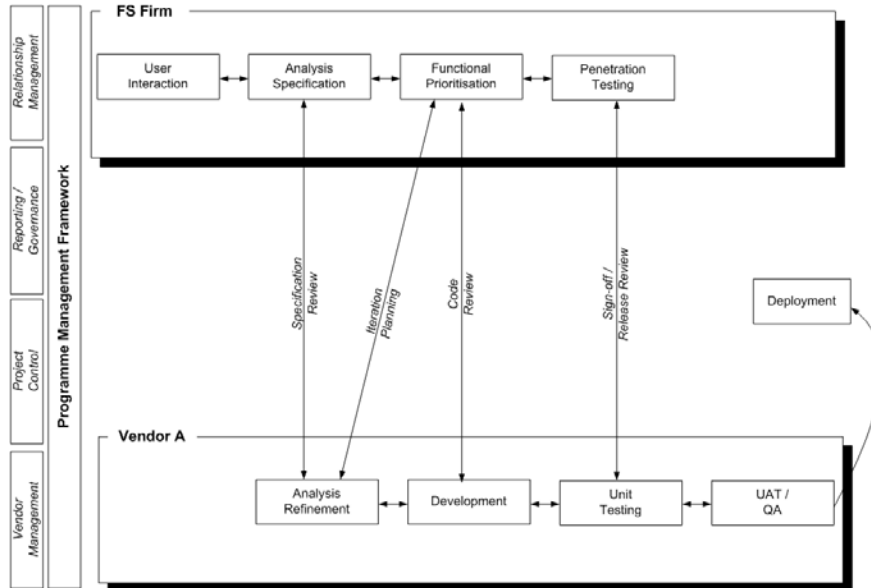 FS Firm
User
Interaction
Analysis
Specification
Functional
Prioritisation
Penetration
Testing
Relationship
Management
Reporting /
Governance
Project
Control
Vendor
Management
Programme Management Framework
Specification
Review
Iteration
Planning
Code
Review
Sign-off /
Release Review
Deployment
Vendor A
Analysis
Refinement
Development
Unit
Testing
UAT /
QA